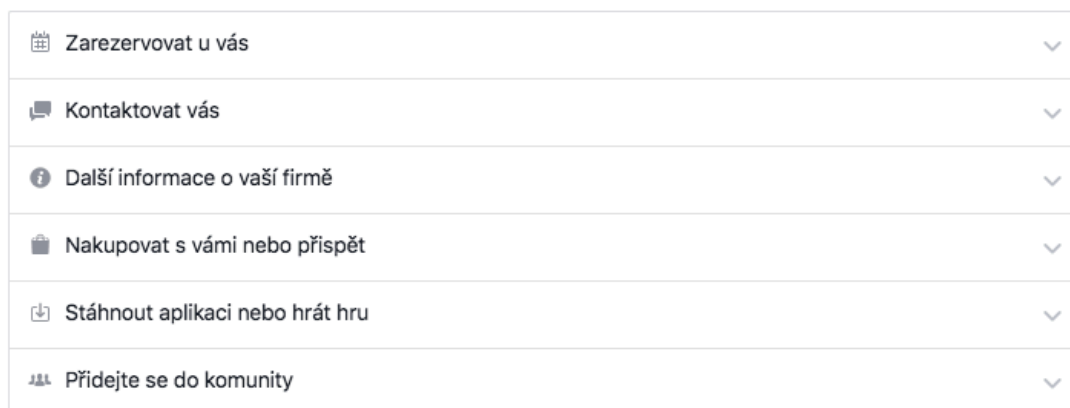 Zarezervovat u vás
Kontaktovat vás
Další informace o vaší firmě
Nakupovat s vámi nebo přispět
Stáhnout aplikaci nebo hrát hru
Přidejte se do komunity